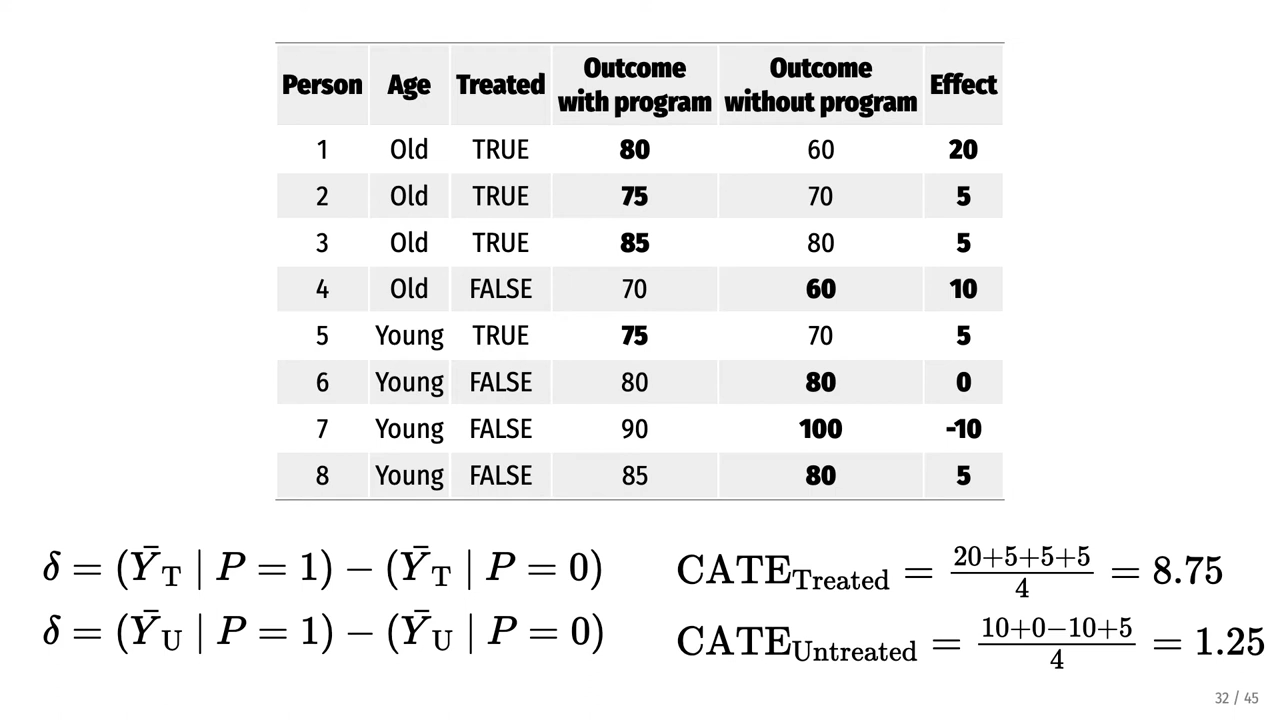 Person Age Treated Outcome with program Outcome without program Effect
1 Old TRUE 80 60 20
2 Old TRUE 75 70 5
3 Old TRUE 85 80 5
4 Old FALSE 70 60 10
5 Young TRUE 75 70 5
6 Young FALSE 80 80 0
7 Young FALSE 90 100 -10
8 Young FALSE 85 80 5
δ = (Ȳ_T | P = 1) − (Ȳ_T | P = 0)
δ = (Ȳ_U | P = 1) − (Ȳ_U | P = 0)
CATE_Treated = (20+5+5+5)/4 = 8.75
CATE_Untreated = (10+0−10+5)/4 = 1.25
32 / 45